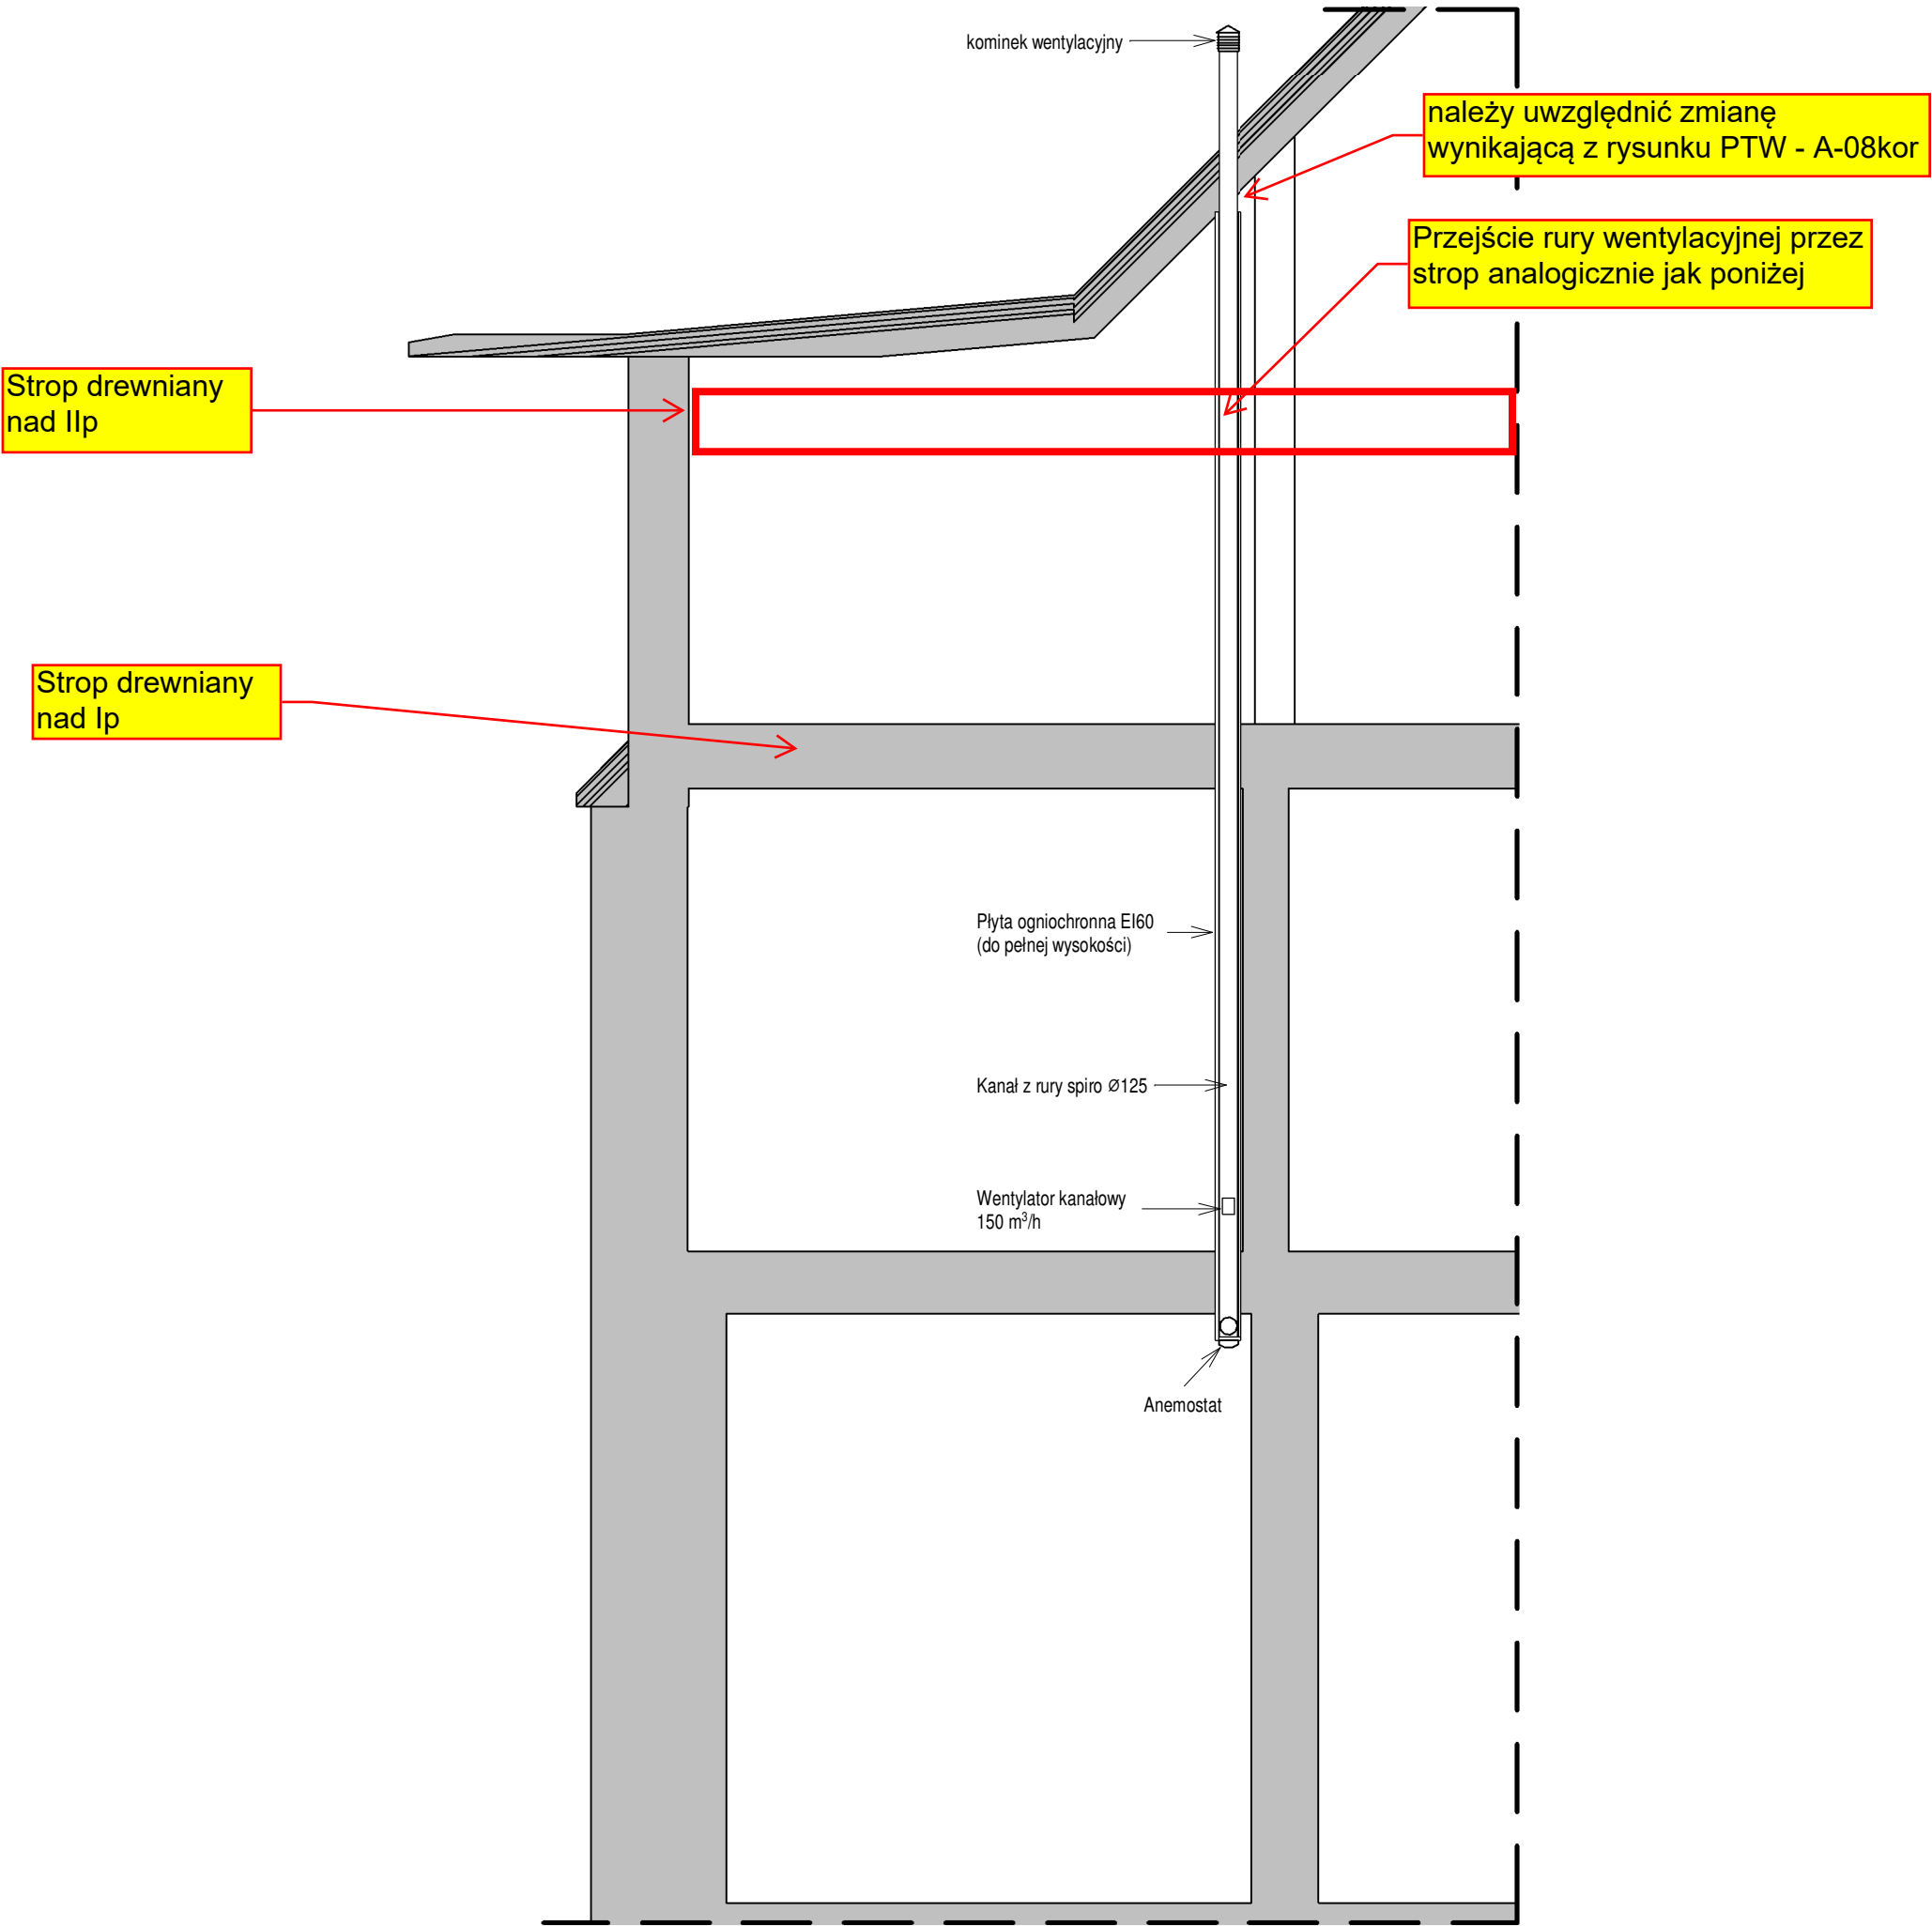 kominek wentylacyjny
należy uwzględnić zmianę
wynikającą z rysunku PTW - A-08kor
Przejście rury wentylacyjnej przez
strop analogicznie jak poniżej
Strop drewniany
nad IIp
Strop drewniany
nad Ip
Płyta ogniochronna EI60
(do pełnej wysokości)
Kanał z rury spiro Ø125
Wentylator kanałowy
150 m³/h
Anemostat